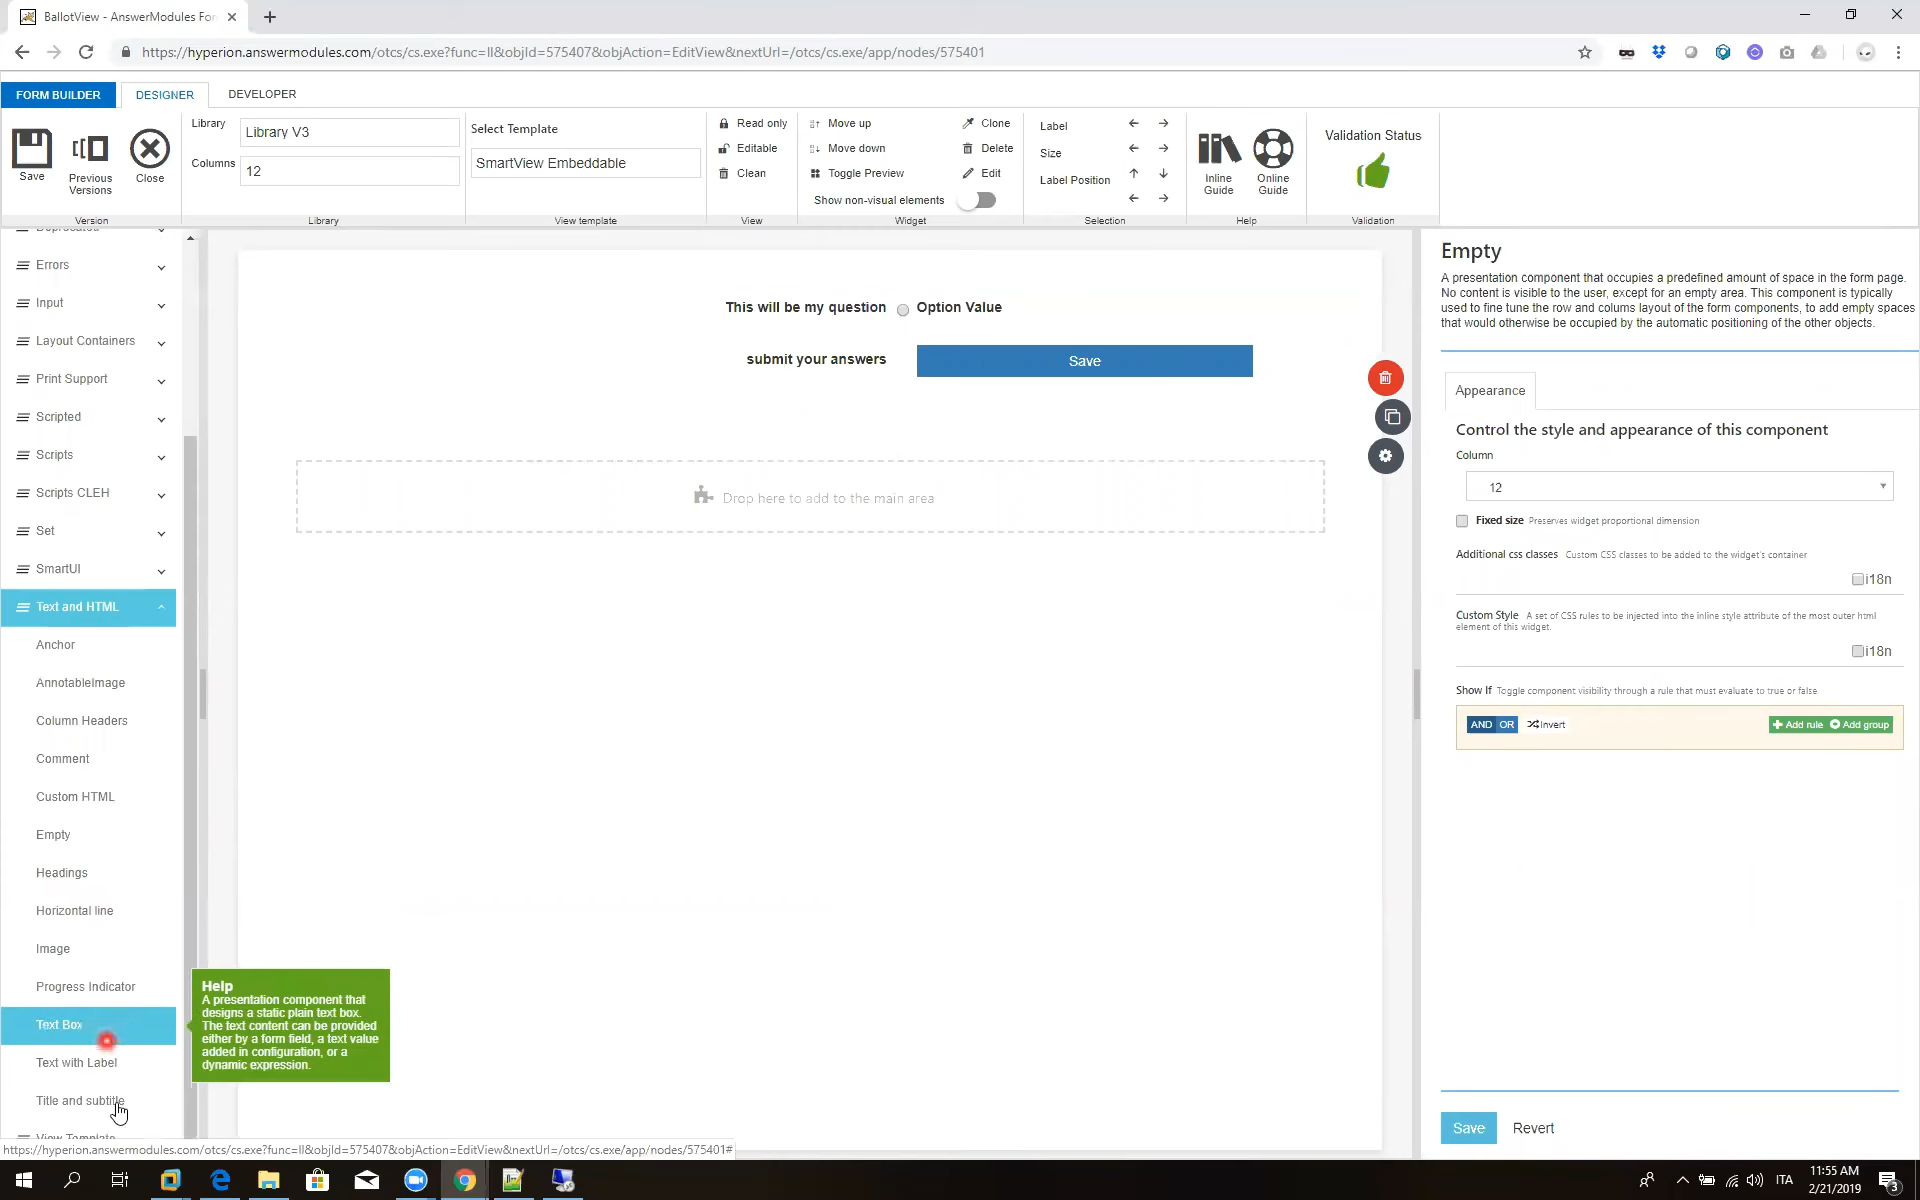 BallotView - AnswerModules For
https://hyperion.answermodules.com/otcs/cs.exe?func=ll&objId=575407&objAction=EditView&nextUrl=/otcs/cs.exe/app/nodes/575401
FORM BUILDER
DESIGNER
DEVELOPER
Save
Previous Versions
Close
Version
Library
Library V3
Columns
12
Library
Select Template
SmartView Embeddable
View template
Read only
Editable
Clean
View
Move up
Move down
Toggle Preview
Show non-visual elements
Clone
Delete
Edit
Widget
Label
Size
Label Position
Selection
Inline Guide
Online Guide
Help
Validation Status
Validation
Deprecated
Errors
Input
Layout Containers
Print Support
Scripted
Scripts
Scripts CLEH
Set
SmartUI
Text and HTML
Anchor
AnnotableImage
Column Headers
Comment
Custom HTML
Empty
Headings
Horizontal line
Image
Progress Indicator
Text Box
Text with Label
Title and subtitle
View Template
Help
A presentation component that
designs a static plain text box.
The text content can be provided
either by a form field, a text value
added in configuration, or a
dynamic expression.
This will be my question
Option Value
submit your answers
Save
Drop here to add to the main area
Empty
A presentation component that occupies a predefined amount of space in the form page.
No content is visible to the user, except for an empty area. This component is typically
used to fine tune the row and colums layout of the form components, to add empty spaces
that would otherwise be occupied by the automatic positioning of the other objects.
Appearance
Control the style and appearance of this component
Column
12
Fixed size Preserves widget proportional dimension
Additional css classes Custom CSS classes to be added to the widget's container
i18n
Custom Style A set of CSS rules to be injected into the inline style attribute of the most outer html
element of this widget.
i18n
Show If Toggle component visibility through a rule that must evaluate to true or false
AND OR Invert Add rule Add group
Save
Revert
https://hyperion.answermodules.com/otcs/cs.exe?func=ll&objId=575407&objAction=EditView&nextUrl=/otcs/cs.exe/app/nodes/575401#
ITA
11:55 AM
2/21/2019
3